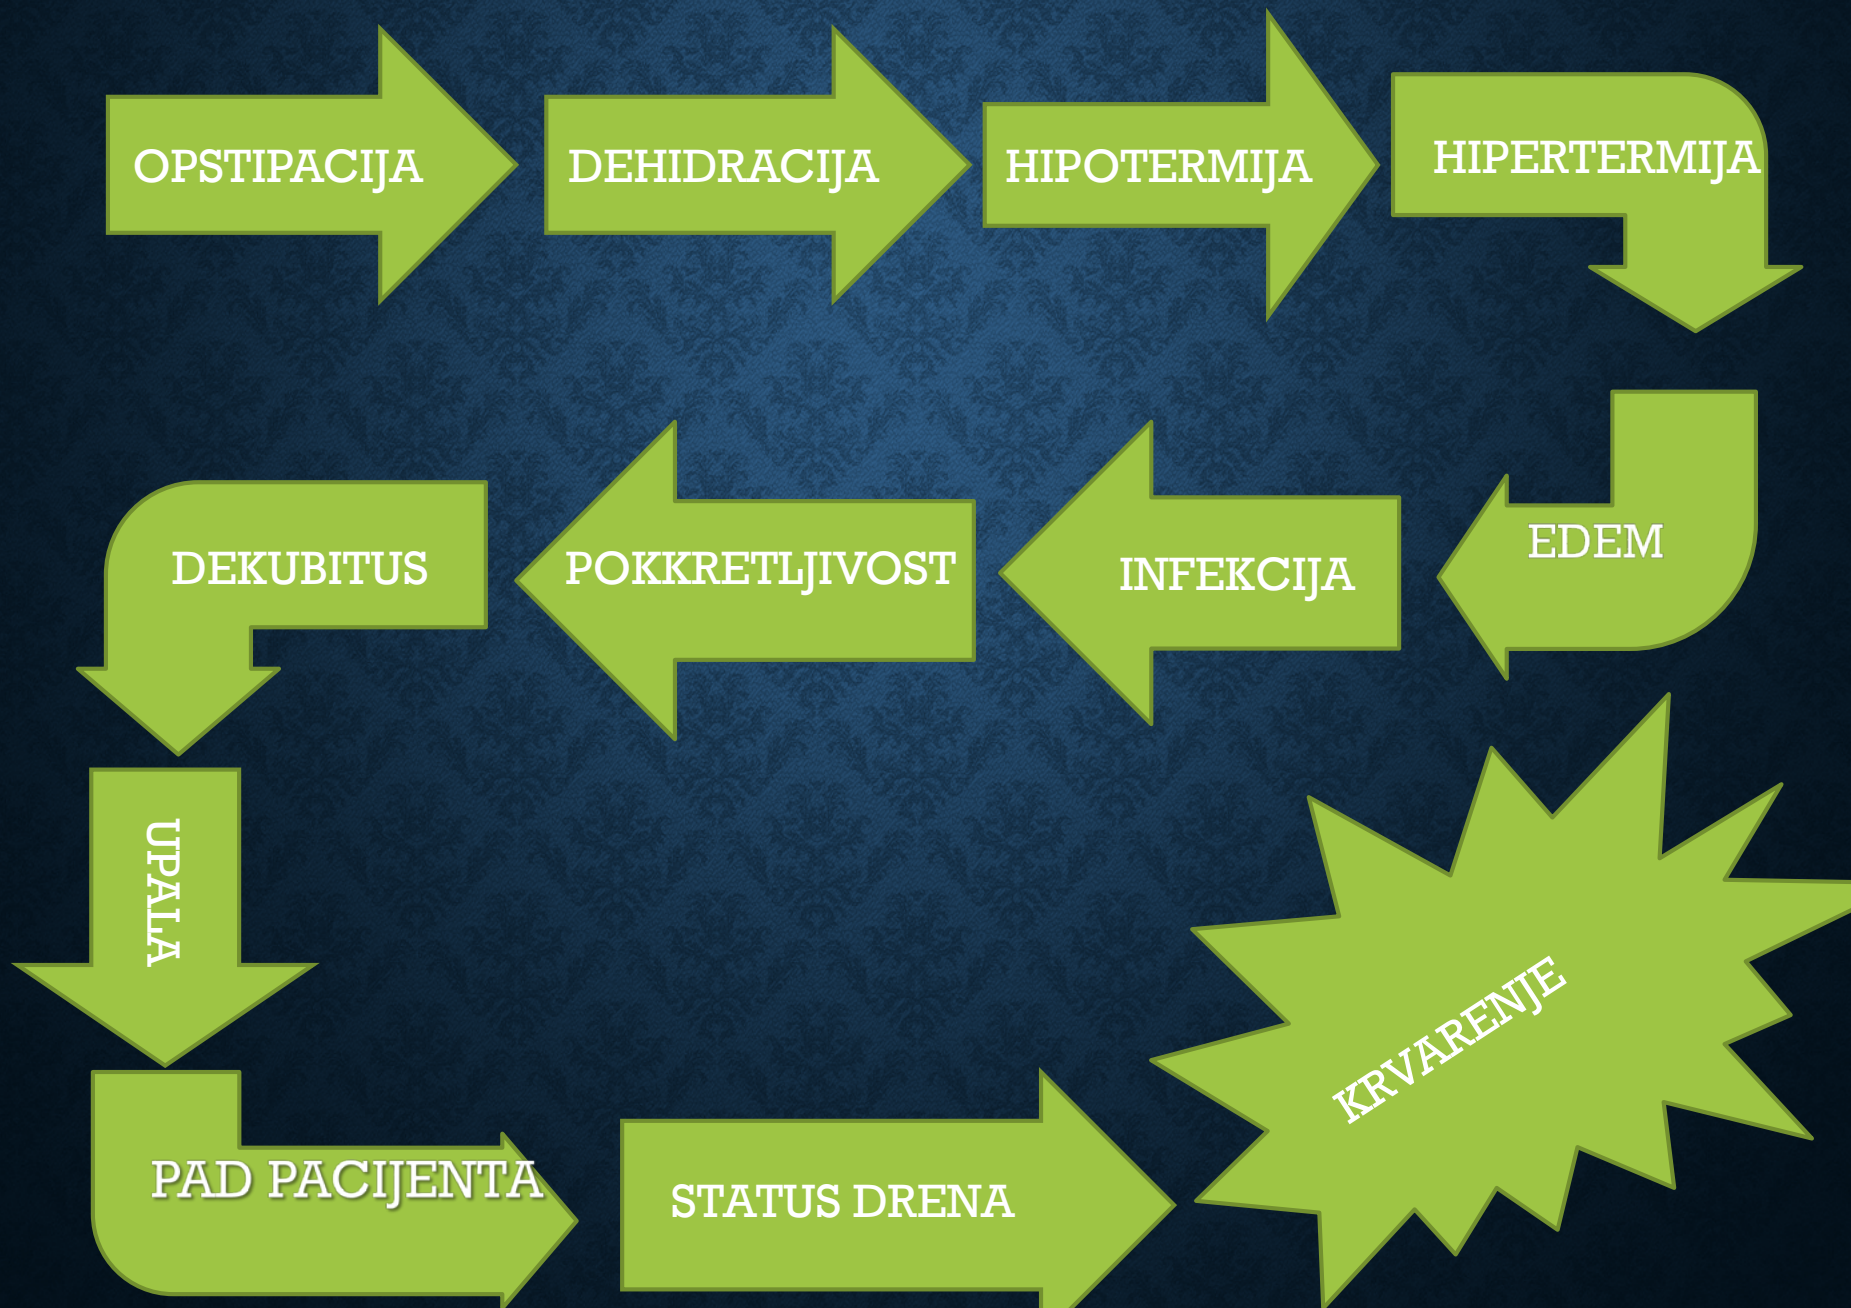 OPSTIPACIJA
DEHIDRACIJA
HIPOTERMIJA
HIPERTERMIJA
EDEM
INFEKCIJA
POKKRETLJIVOST
DEKUBITUS
UPALA
PAD PACIJENTA
STATUS DRENA
KRVARENJE